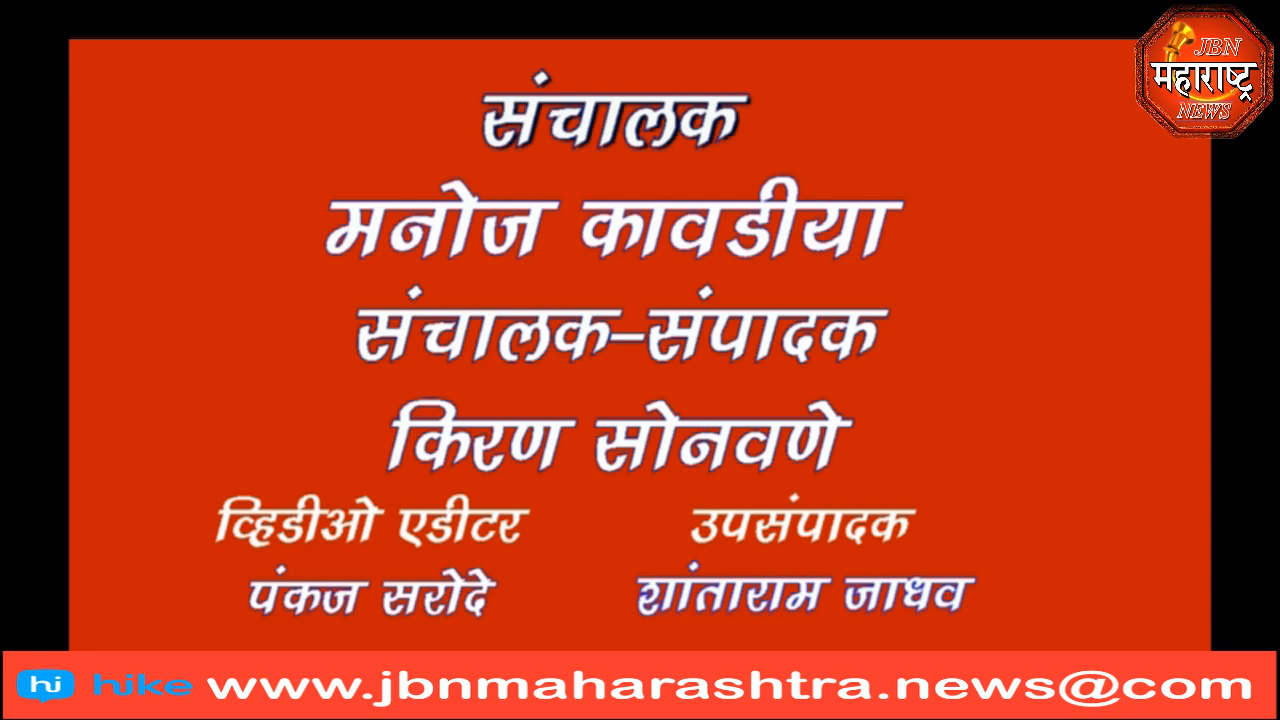 JBN
महाराष्ट्र
NEWS
संचालक
मनोज कावडीया
संचालक-संपादक
किरण सोनवणे
व्हिडीओ एडीटर उपसंपादक
पंकज सरोदे शांताराम जाधव
hi hike www.jbnmaharashtra.news@com